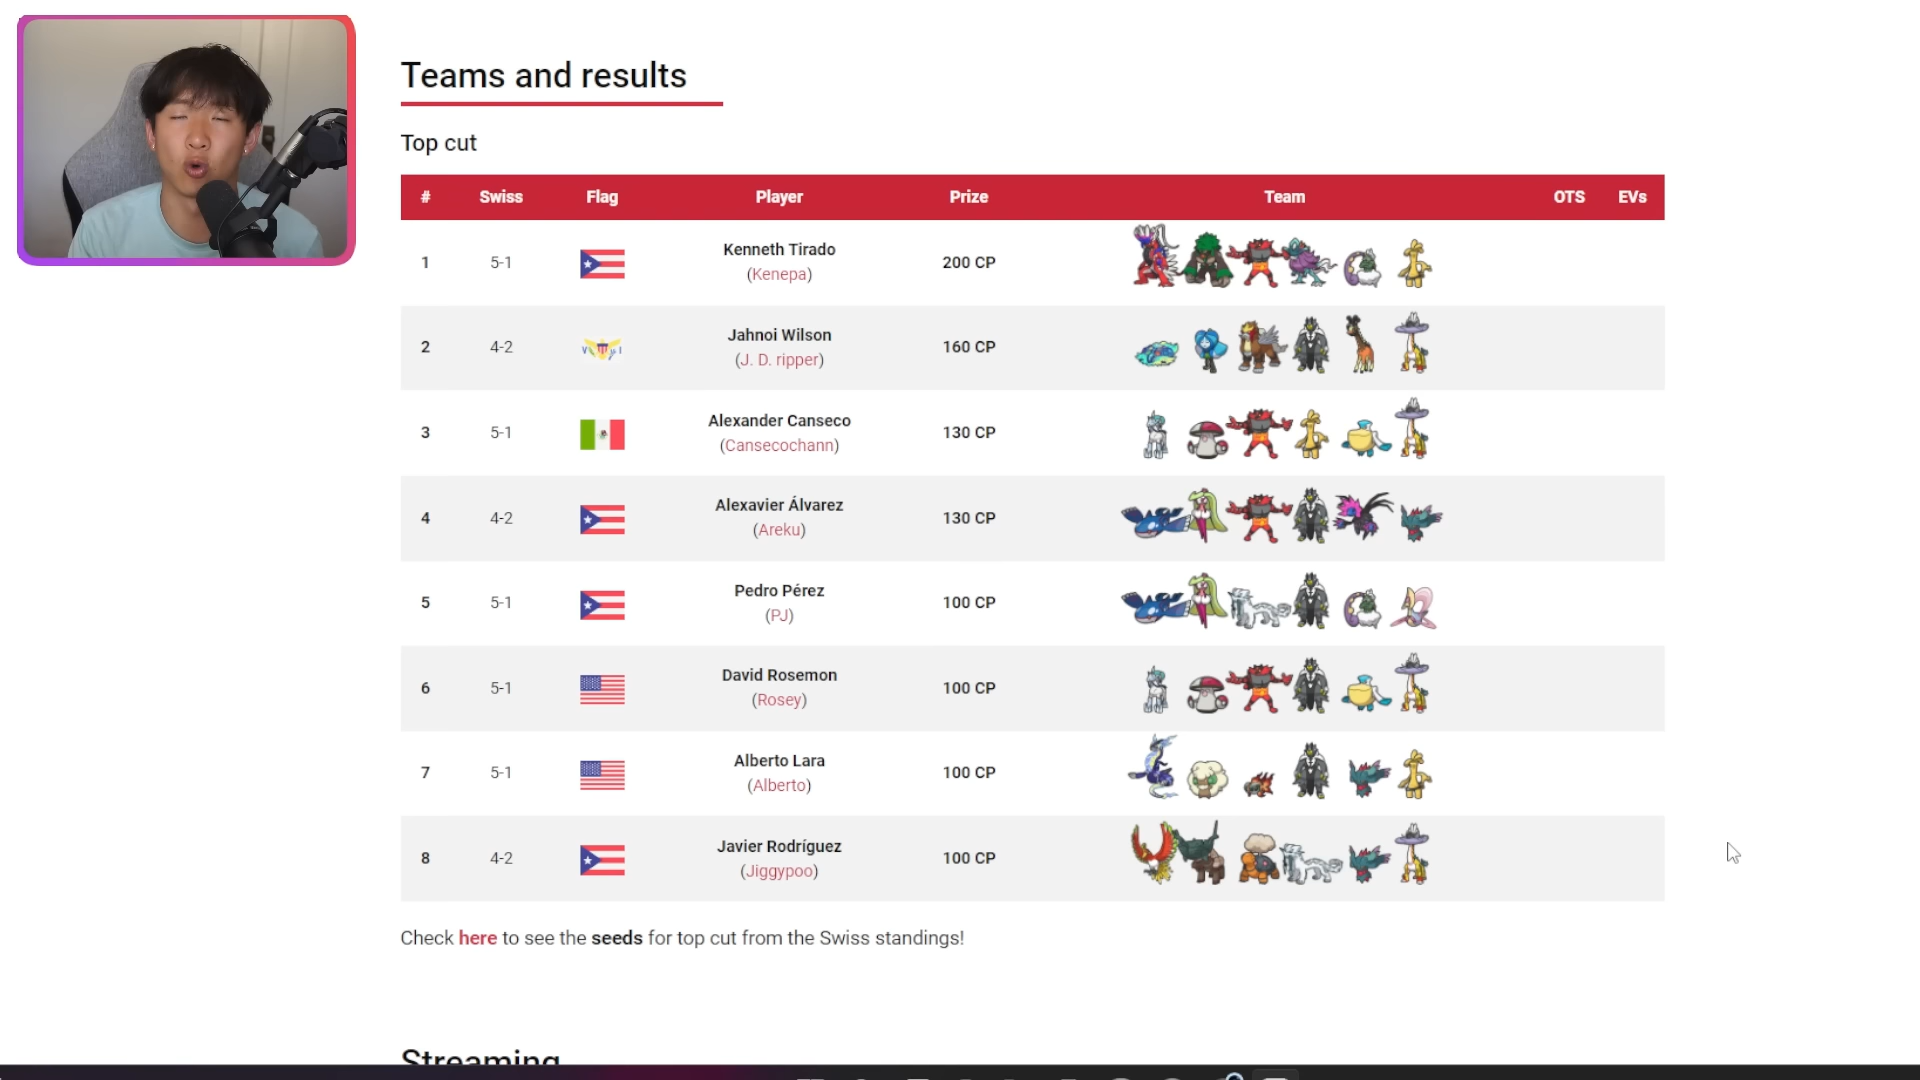 Teams and results
Top cut
# Swiss Flag Player Prize Team OTS EVs
1 5-1 Kenneth Tirado (Kenepa) 200 CP
2 4-2 Jahnoi Wilson (J. D. ripper) 160 CP
3 5-1 Alexander Canseco (Cansecochann) 130 CP
4 4-2 Alexavier Álvarez (Areku) 130 CP
5 5-1 Pedro Pérez (PJ) 100 CP
6 5-1 David Rosemon (Rosey) 100 CP
7 5-1 Alberto Lara (Alberto) 100 CP
8 4-2 Javier Rodríguez (Jiggypoo) 100 CP
Check here to see the seeds for top cut from the Swiss standings!
Streaming